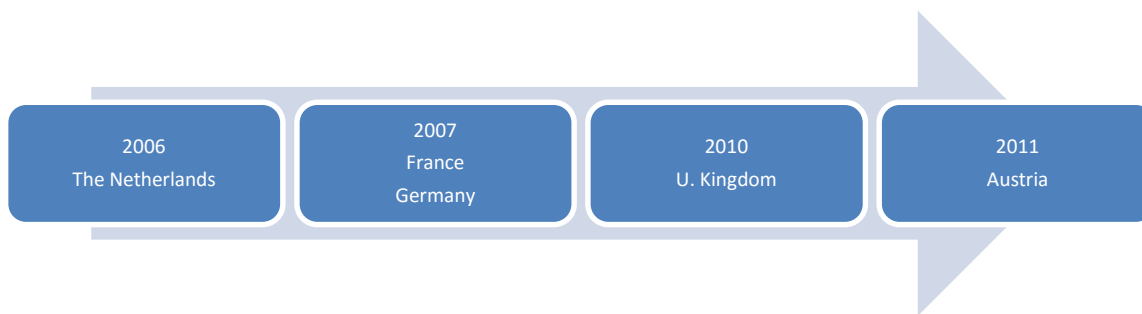 2006
The Netherlands
2007
France
Germany
2010
U. Kingdom
2011
Austria